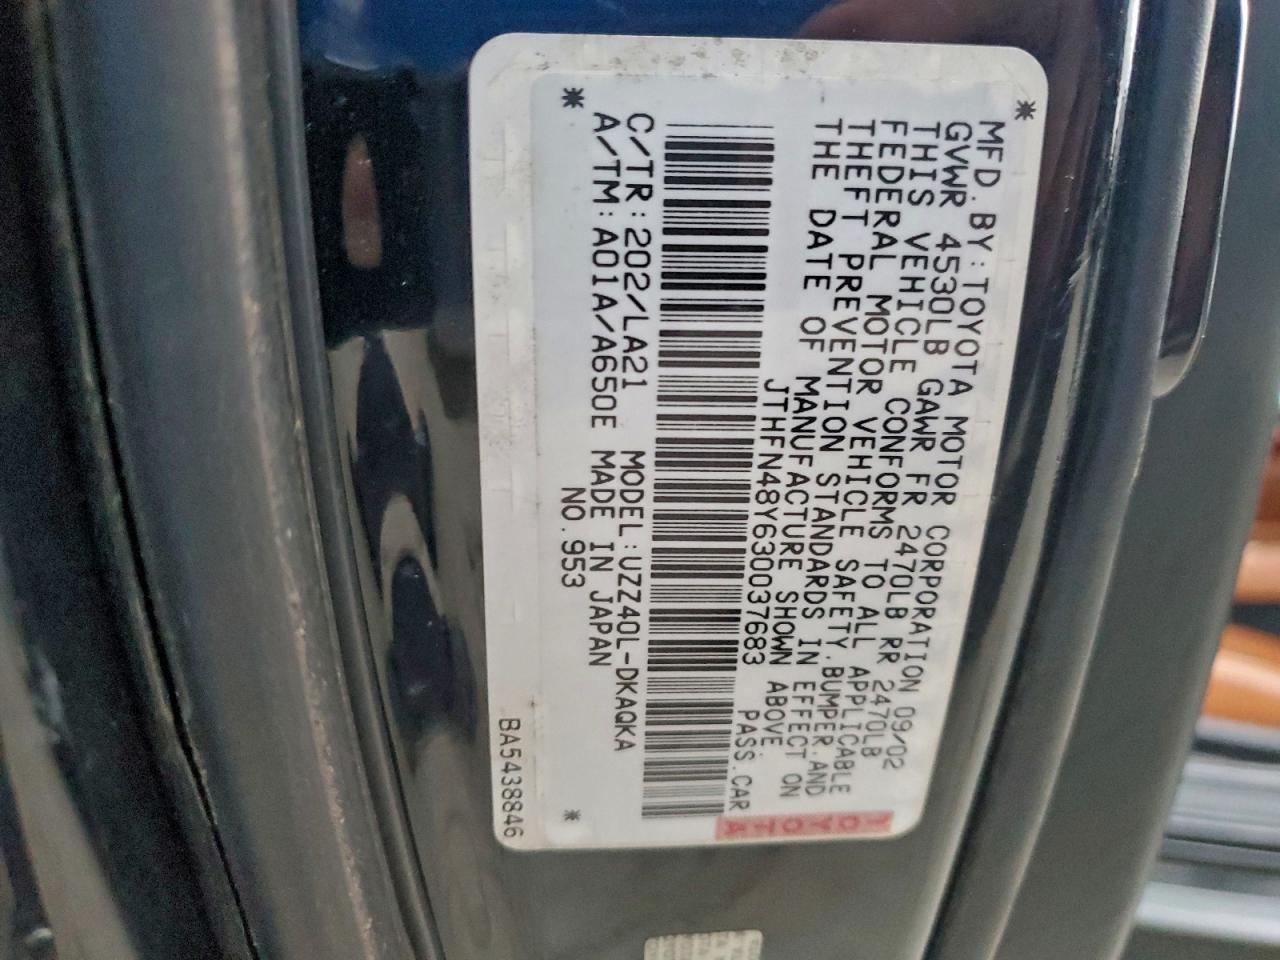 MFD.BY:TOYOTA MOTOR CORPORATION 09/02
GVWR 4530LB GAWR FR 2470LB RR 2470LB
THIS VEHICLE CONFORMS TO ALL APPLICABLE
FEDERAL MOTOR VEHICLE SAFETY,BUMPER,AND
THEFT PREVENTION STANDARDS IN EFFECT ON
THE DATE OF MANUFACTURE SHOWN ABOVE.
JTHFN48Y630037683 PASS.CAR
C/TR:202/LA21 MODEL:UZZ40L-DKAQKA
A/TM:A01A/A650E MADE IN JAPAN
NO.953
BA5438846
TOYOTA